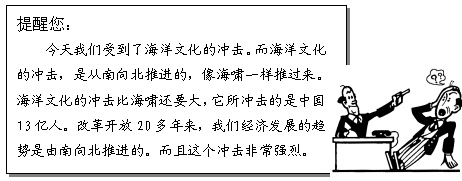 提醒您：
今天我们受到了海洋文化的冲击。而海洋文化
的冲击，是从南向北推进的，像海啸一样推过来。
海洋文化的冲击比海啸还要大，它所冲击的是中国
13亿人。改革开放20多年来，我们经济发展的趋
势是由南向北推进的。而且这个冲击非常强烈。
??